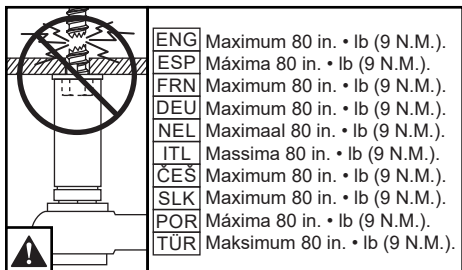 ENG Maximum 80 in. • lb (9 N.M.).
ESP Máxima 80 in. • lb (9 N.M.).
FRN Maximum 80 in. • lb (9 N.M.).
DEU Maximum 80 in. • lb (9 N.M.).
NEL Maximaal 80 in. • lb (9 N.M.).
ITL Massima 80 in. • lb (9 N.M.).
ČEŠ Maximum 80 in. • lb (9 N.M.).
SLK Maximum 80 in. • lb (9 N.M.).
POR Máxima 80 in. • lb (9 N.M.).
TÜR Maksimum 80 in. • lb (9 N.M.).